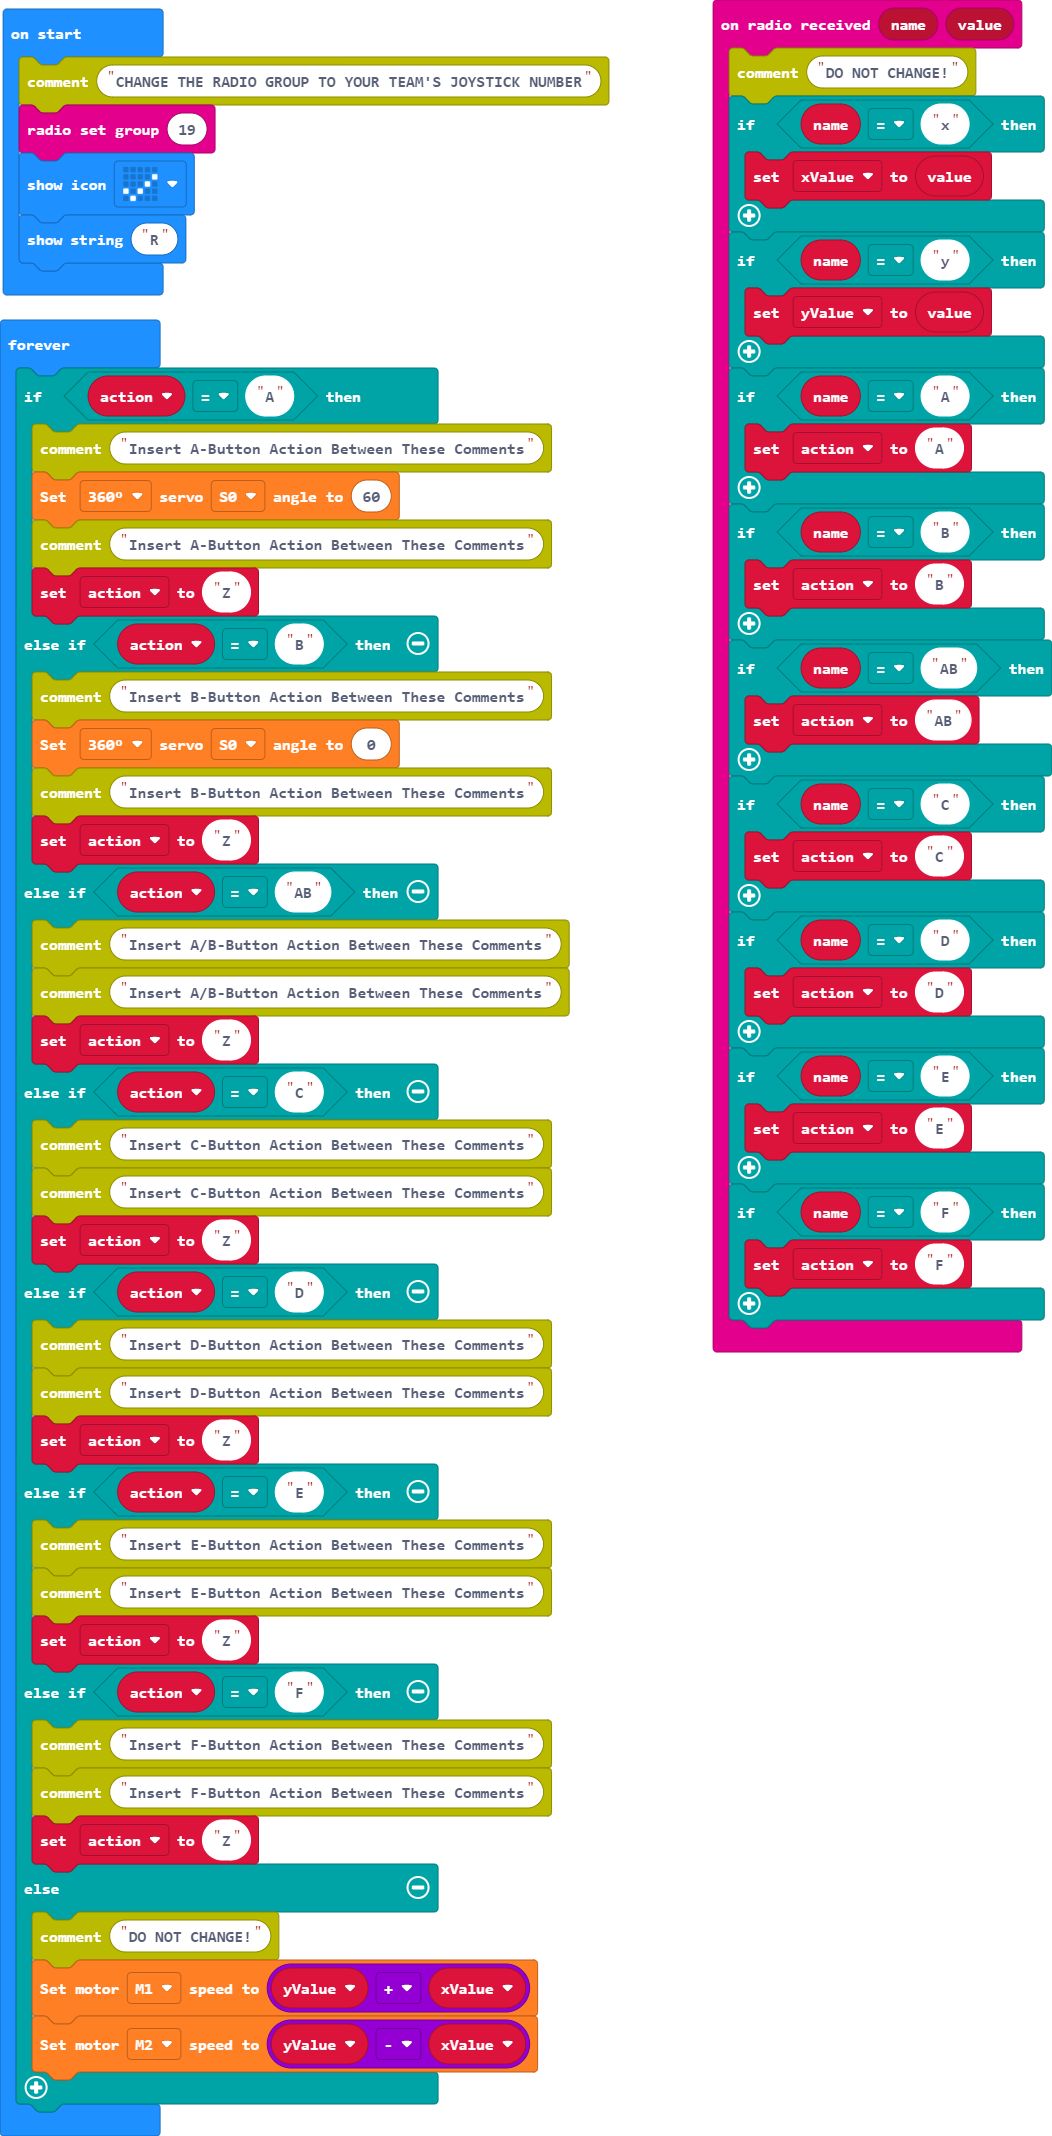 on start
comment "CHANGE THE RADIO GROUP TO YOUR TEAM'S JOYSTICK NUMBER"
radio set group 19
show icon
show string "R"
forever
if action = "A" then
comment "Insert A-Button Action Between These Comments"
Set 360º servo S0 angle to 60
comment "Insert A-Button Action Between These Comments"
set action to "Z"
else if action = "B" then
comment "Insert B-Button Action Between These Comments"
Set 360º servo S0 angle to 0
comment "Insert B-Button Action Between These Comments"
set action to "Z"
else if action = "AB" then
comment "Insert A/B-Button Action Between These Comments"
comment "Insert A/B-Button Action Between These Comments"
set action to "Z"
else if action = "C" then
comment "Insert C-Button Action Between These Comments"
comment "Insert C-Button Action Between These Comments"
set action to "Z"
else if action = "D" then
comment "Insert D-Button Action Between These Comments"
comment "Insert D-Button Action Between These Comments"
set action to "Z"
else if action = "E" then
comment "Insert E-Button Action Between These Comments"
comment "Insert E-Button Action Between These Comments"
set action to "Z"
else if action = "F" then
comment "Insert F-Button Action Between These Comments"
comment "Insert F-Button Action Between These Comments"
set action to "Z"
else
comment "DO NOT CHANGE!"
Set motor M1 speed to yValue + xValue
Set motor M2 speed to yValue - xValue
on radio received name value
comment "DO NOT CHANGE!"
if name = "x" then
set xValue to value
if name = "y" then
set yValue to value
if name = "A" then
set action to "A"
if name = "B" then
set action to "B"
if name = "AB" then
set action to "AB"
if name = "C" then
set action to "C"
if name = "D" then
set action to "D"
if name = "E" then
set action to "E"
if name = "F" then
set action to "F"